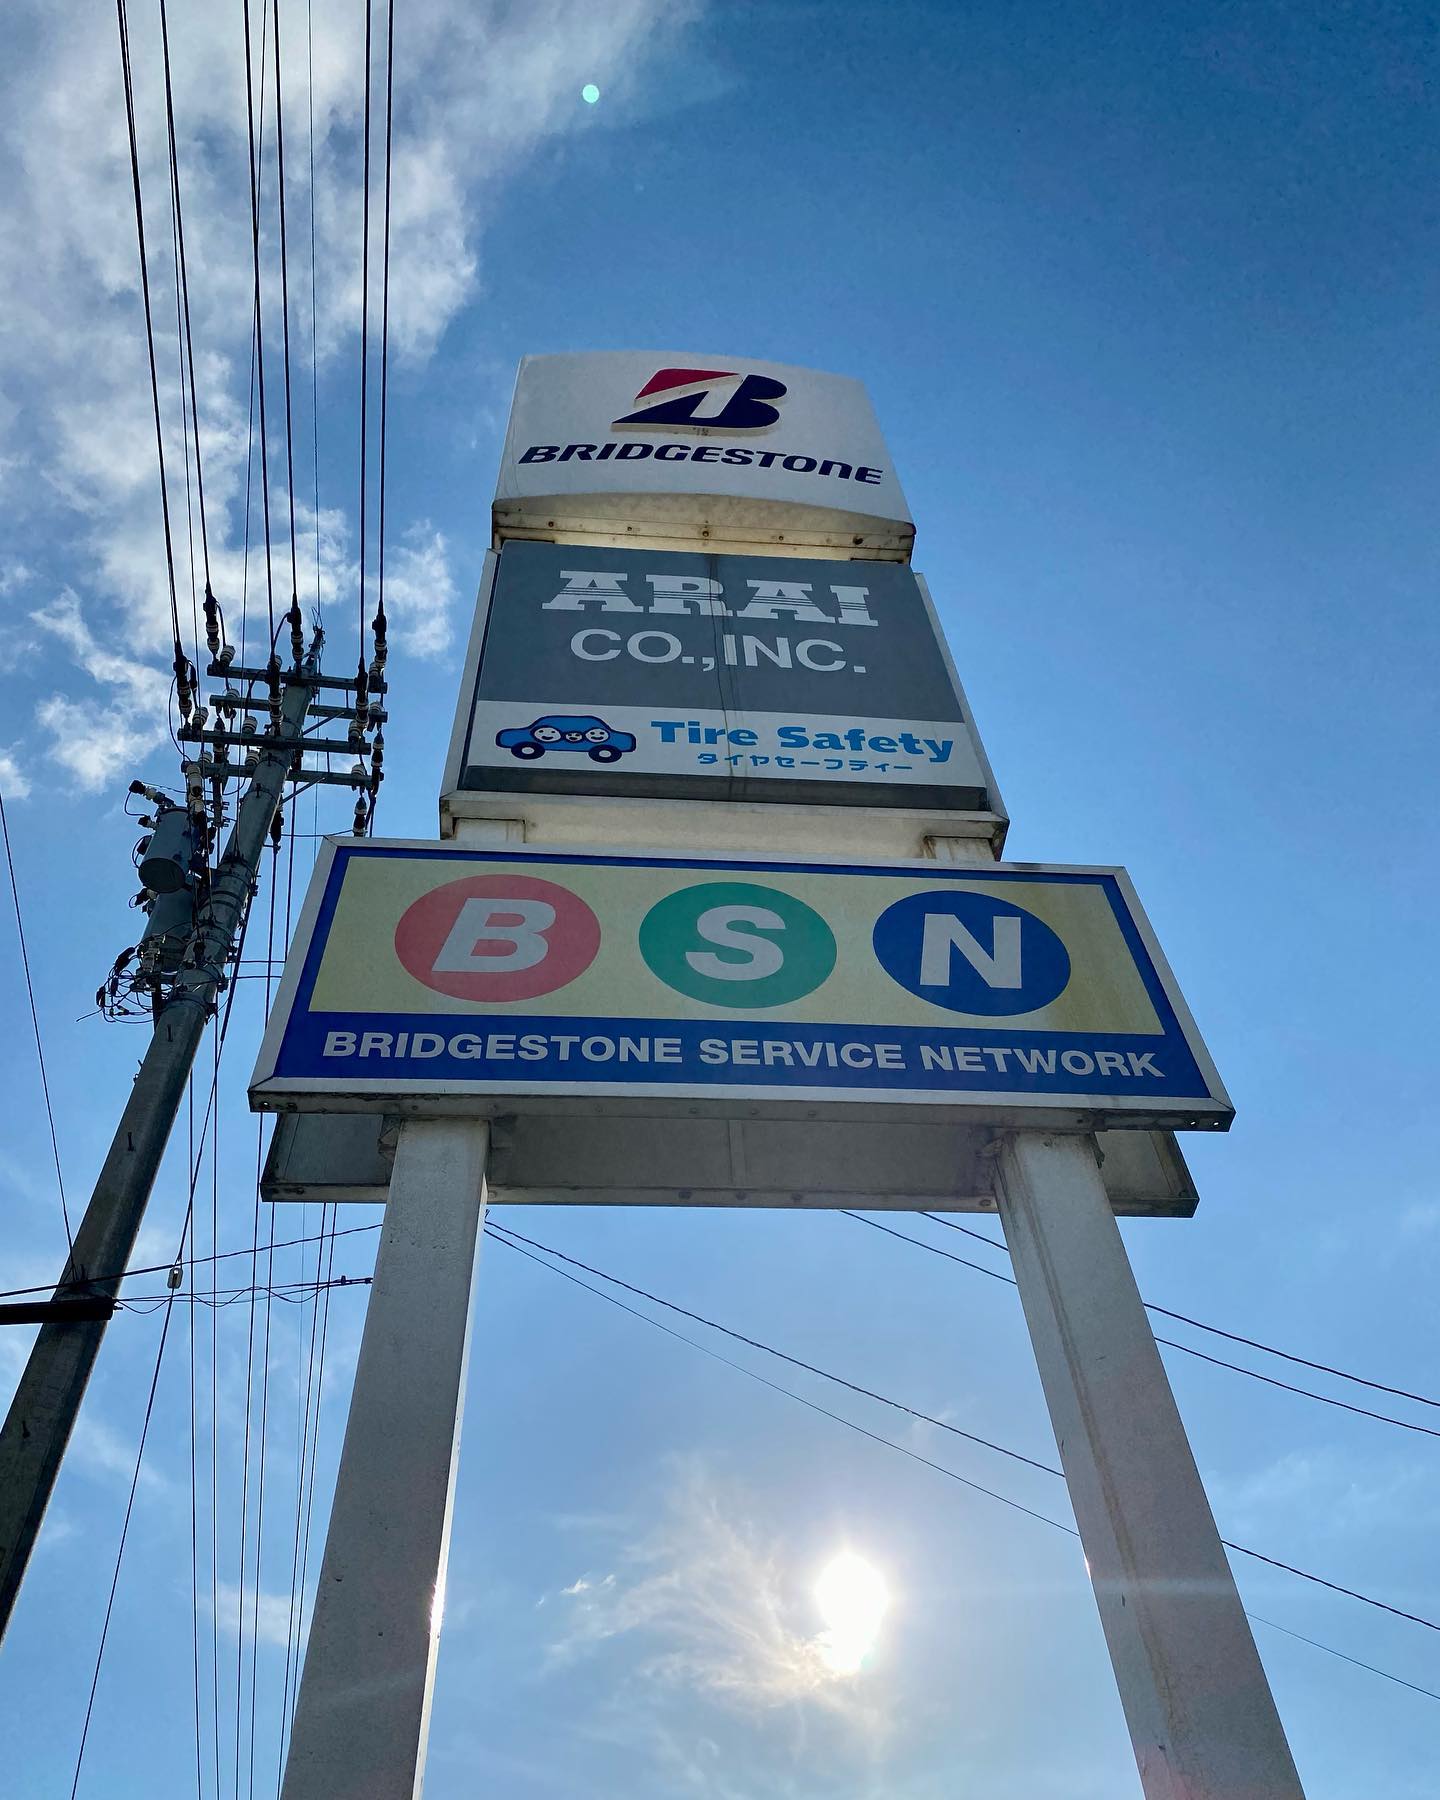 BRIDGESTONE
ARAI
CO.,INC.
Tire Safety
タイヤセーフティー
B S N
BRIDGESTONE SERVICE NETWORK